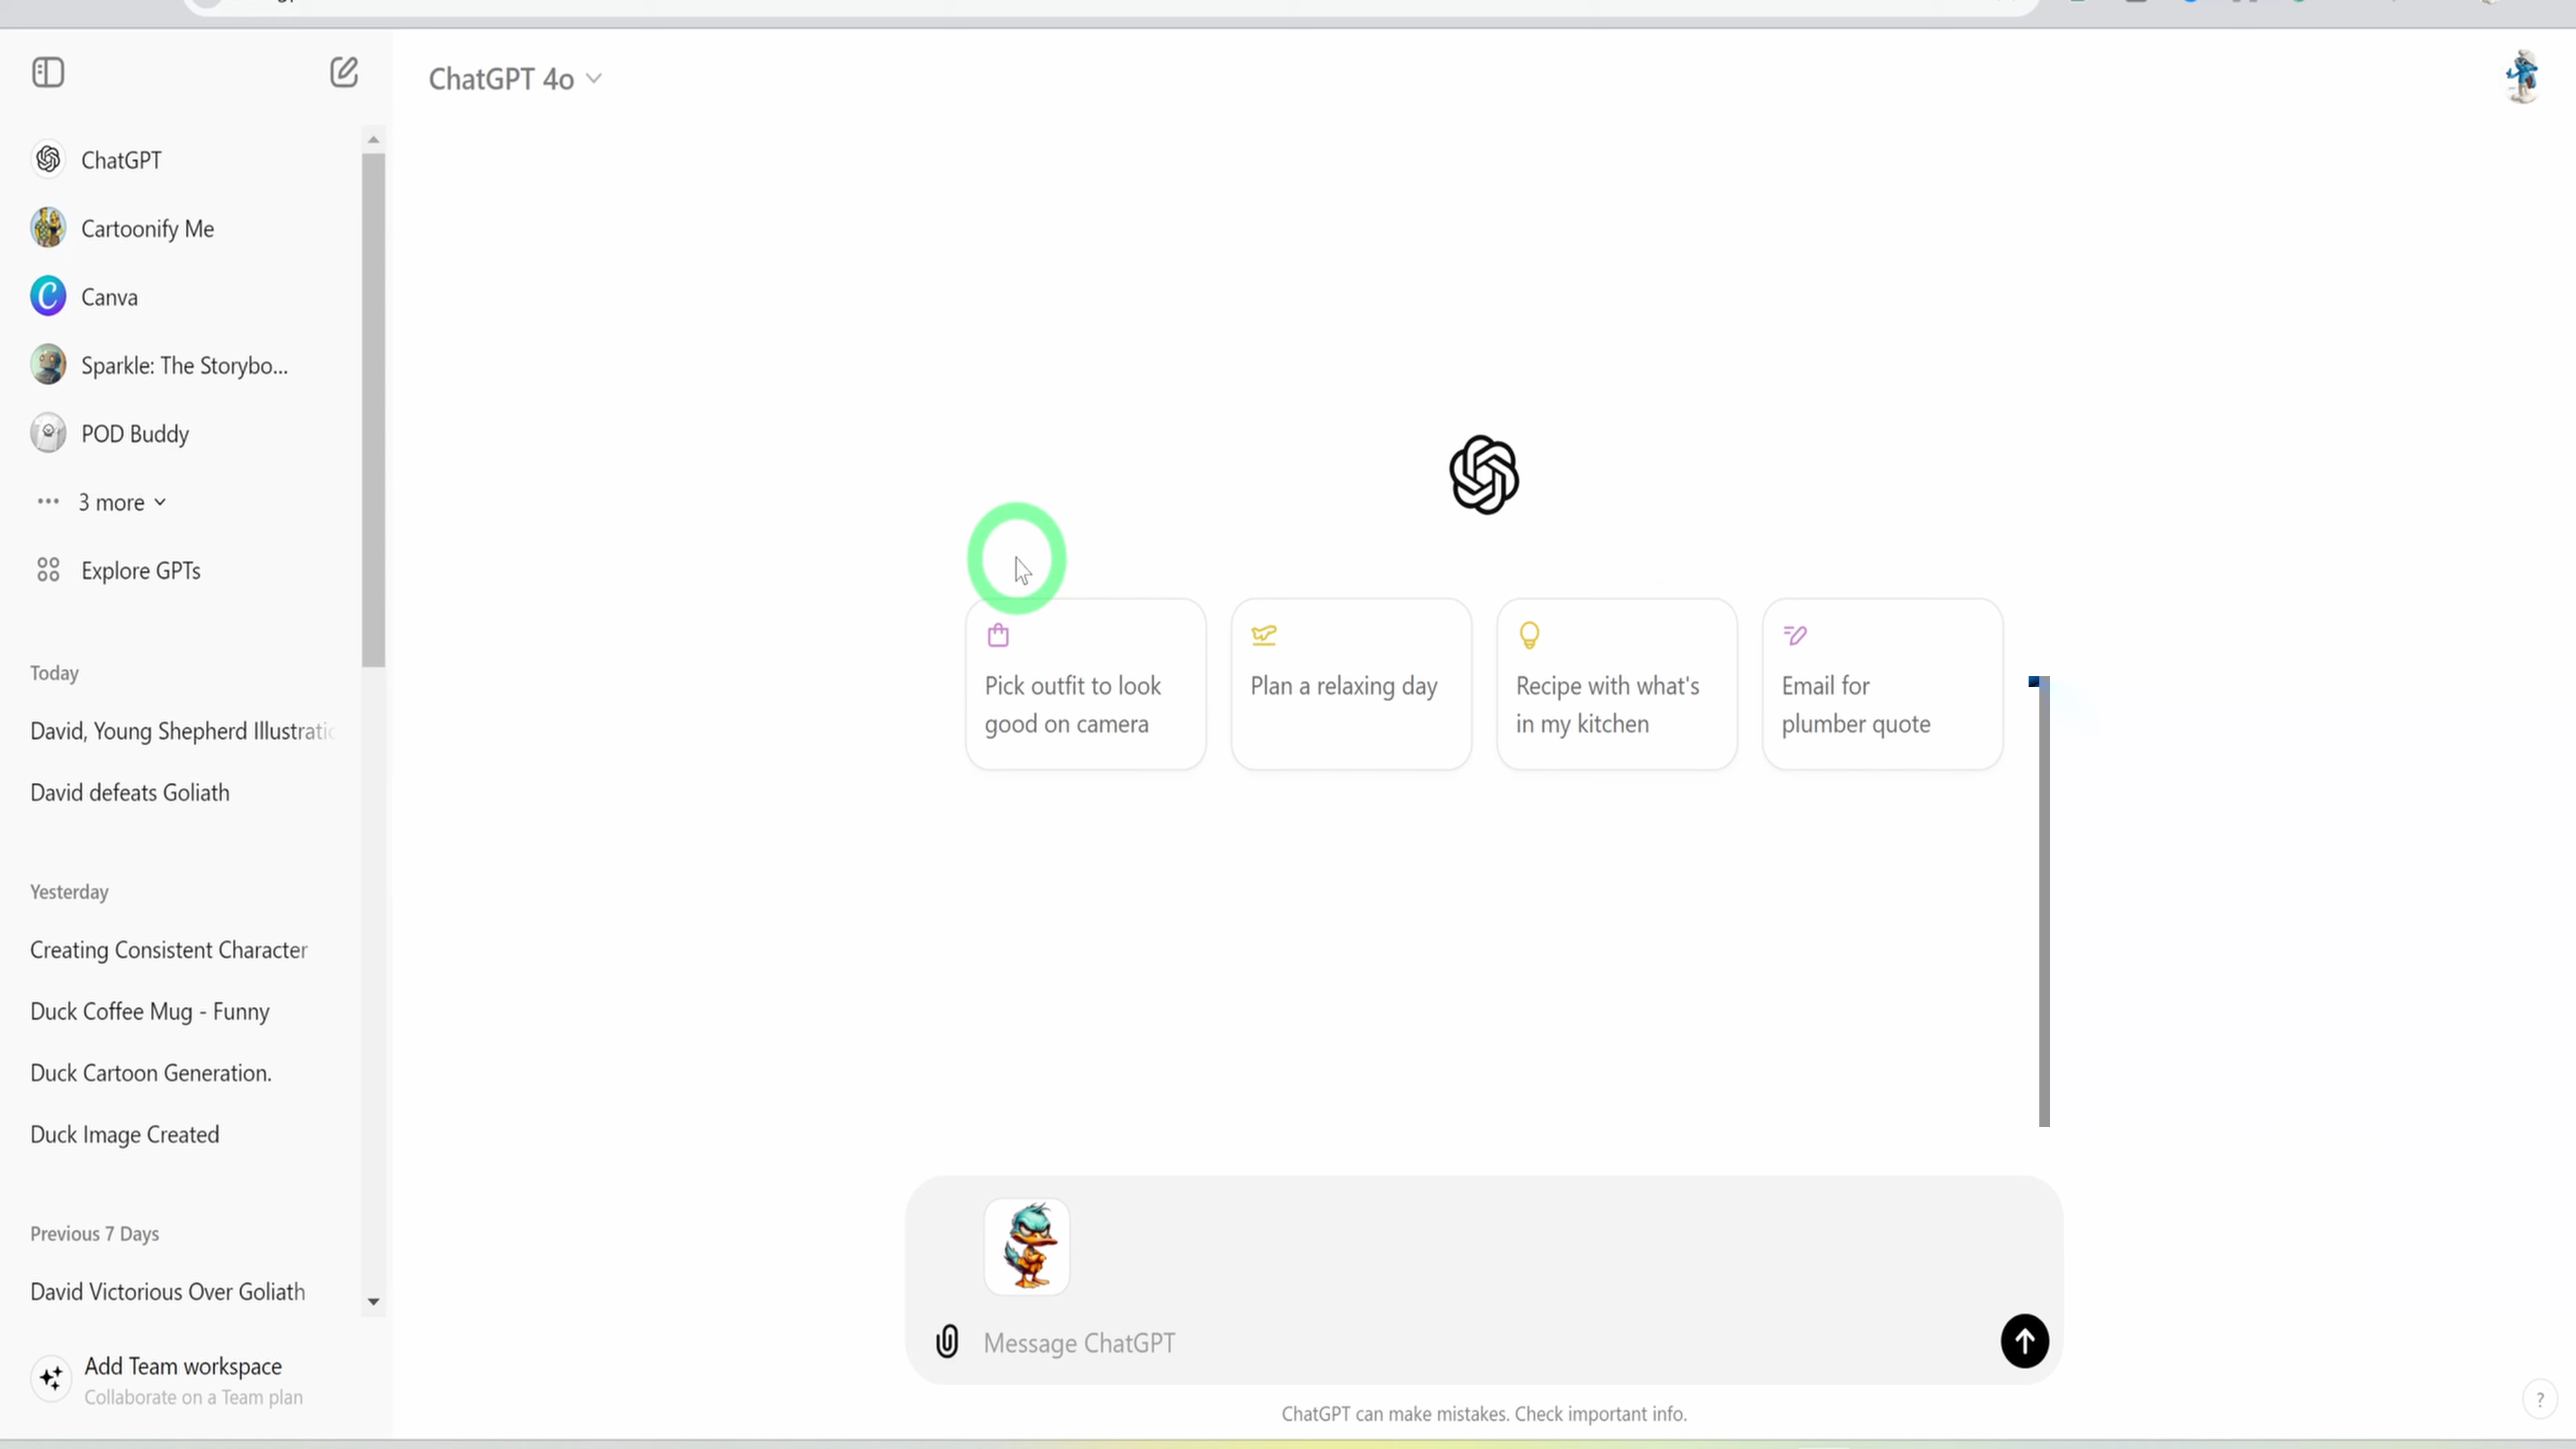 ChatGPT 4o
ChatGPT
Cartoonify Me
Canva
Sparkle: The Storybo...
POD Buddy
3 more
Explore GPTs
Today
David, Young Shepherd Illustratic
David defeats Goliath
Yesterday
Creating Consistent Character
Duck Coffee Mug - Funny
Duck Cartoon Generation.
Duck Image Created
Previous 7 Days
David Victorious Over Goliath
Add Team workspace
Collaborate on a Team plan
Pick outfit to look
good on camera
Plan a relaxing day
Recipe with what's
in my kitchen
Email for
plumber quote
Message ChatGPT
ChatGPT can make mistakes. Check important info.
?